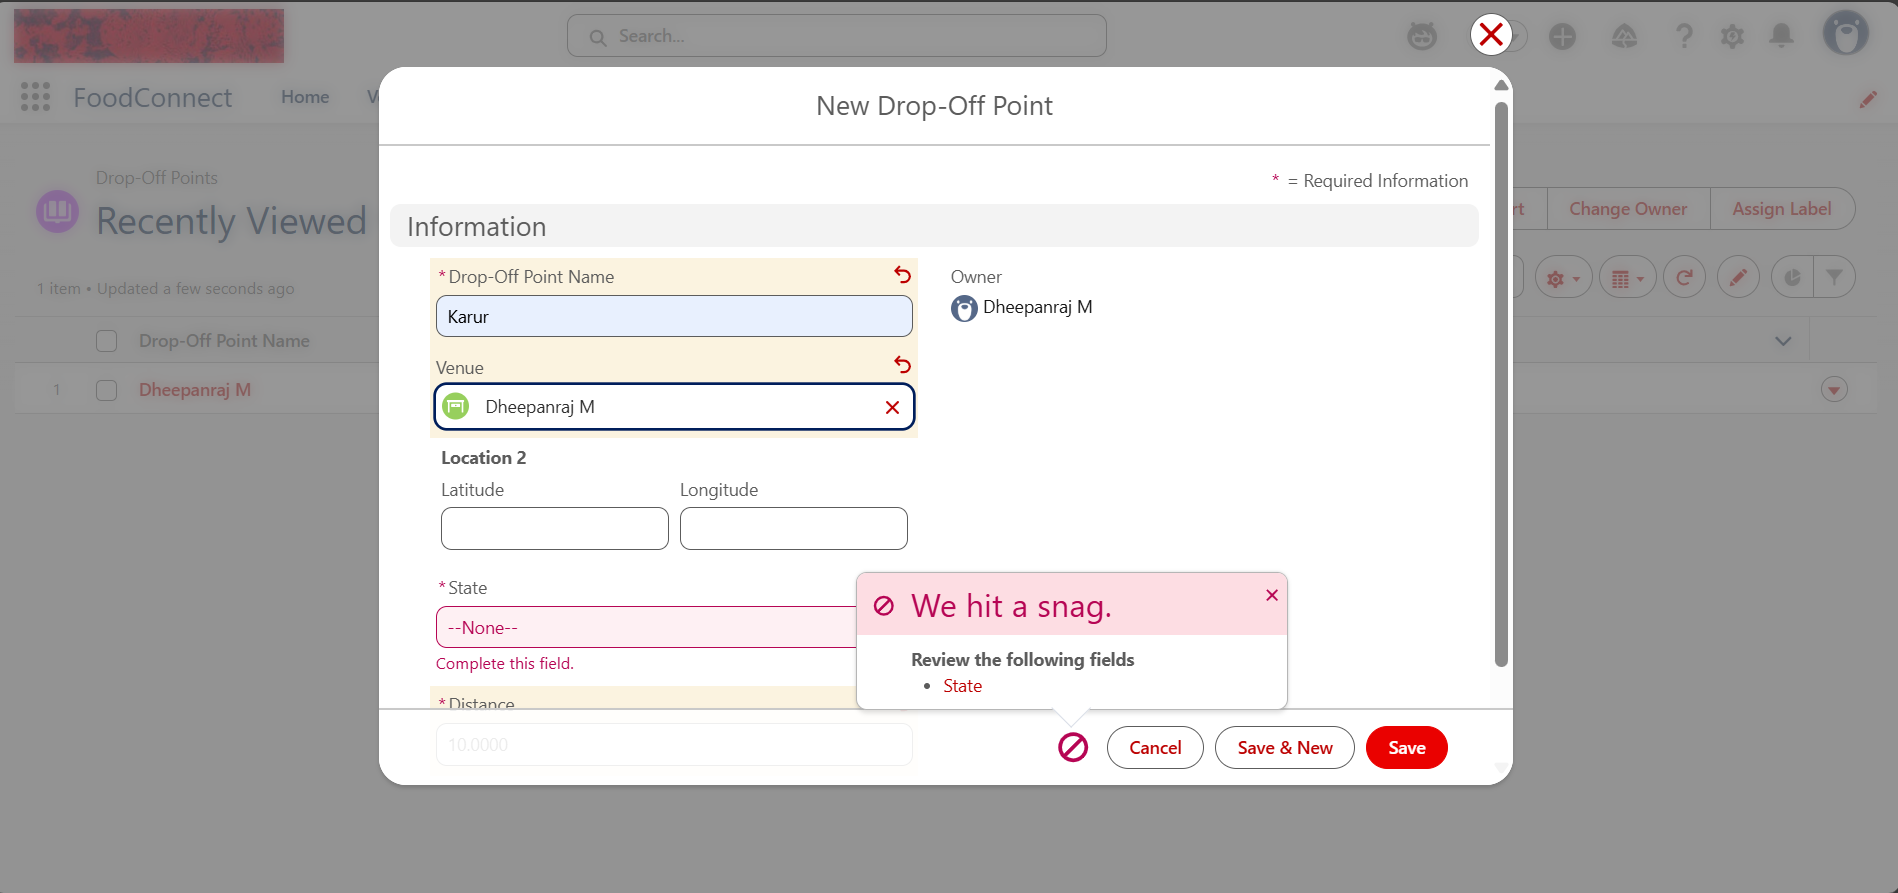 Search...
FoodConnect
Home
New Drop-Off Point
* = Required Information
Drop-Off Points
Recently Viewed
Change Owner
Assign Label
1 item • Updated a few seconds ago
Drop-Off Point Name
1
Dheepanraj M
Information
*Drop-Off Point Name
Owner
Karur
Dheepanraj M
Venue
Dheepanraj M
Location 2
Latitude
Longitude
*State
--None--
Complete this field.
We hit a snag.
Review the following fields
• State
*Distance
10.0000
Cancel
Save & New
Save